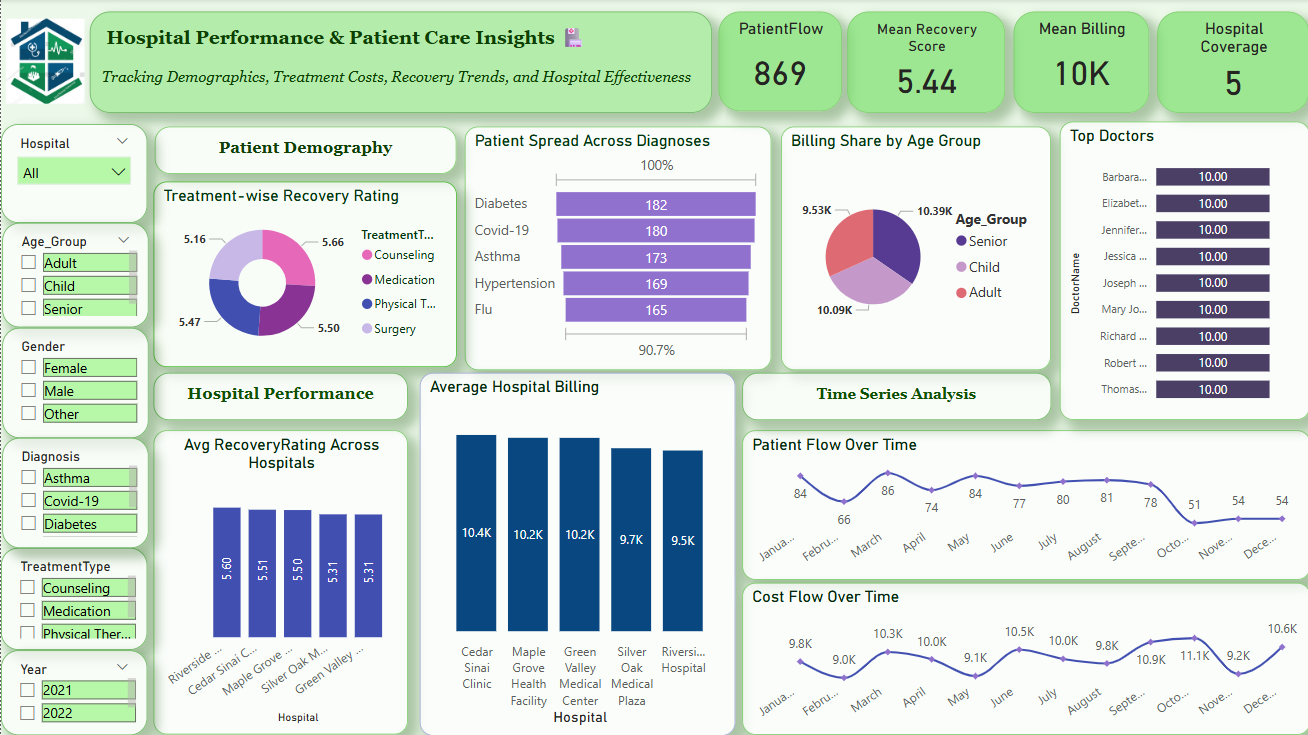 Hospital Performance & Patient Care Insights
Tracking Demographics, Treatment Costs, Recovery Trends, and Hospital Effectiveness
PatientFlow
869
Mean Recovery
Score
5.44
Mean Billing
10K
Hospital
Coverage
5
Hospital
All
Age_Group
Adult
Child
Senior
Gender
Female
Male
Other
Diagnosis
Asthma
Covid-19
Diabetes
TreatmentType
Counseling
Medication
Physical Ther...
Year
2021
2022
Patient Demography
Treatment-wise Recovery Rating
5.16
5.66
5.47
5.50
TreatmentT...
Counseling
Medication
Physical T...
Surgery
Patient Spread Across Diagnoses
100%
Diabetes 182
Covid-19 180
Asthma 173
Hypertension 169
Flu 165
90.7%
Billing Share by Age Group
9.53K
10.39K
10.09K
Age_Group
Senior
Child
Adult
Top Doctors
DoctorName
Barbara... 10.00
Elizabet... 10.00
Jennifer... 10.00
Jessica ... 10.00
Joseph ... 10.00
Mary Jo... 10.00
Richard ... 10.00
Robert ... 10.00
Thomas... 10.00
Hospital Performance
Avg RecoveryRating Across
Hospitals
5.60
5.51
5.50
5.31
5.31
Riverside ...
Cedar Sinai C...
Maple Grove ...
Silver Oak M...
Green Valley ...
Hospital
Average Hospital Billing
10.4K
10.2K
10.2K
9.7K
9.5K
Cedar
Sinai
Clinic
Maple
Grove
Health
Facility
Green
Valley
Medical
Center
Silver
Oak
Medical
Plaza
Riversi...
Hospital
Hospital
Time Series Analysis
Patient Flow Over Time
84
66
86
74
84
77
80
81
78
51
54
54
Janua...
Febru...
March
April
May
June
July
August
Septe...
Octo...
Nove...
Dece...
Cost Flow Over Time
9.8K
9.0K
10.3K
10.0K
9.1K
10.5K
10.0K
9.8K
10.9K
11.1K
9.2K
10.6K
Janua...
Febru...
March
April
May
June
July
August
Septe...
Octo...
Nove...
Dece...